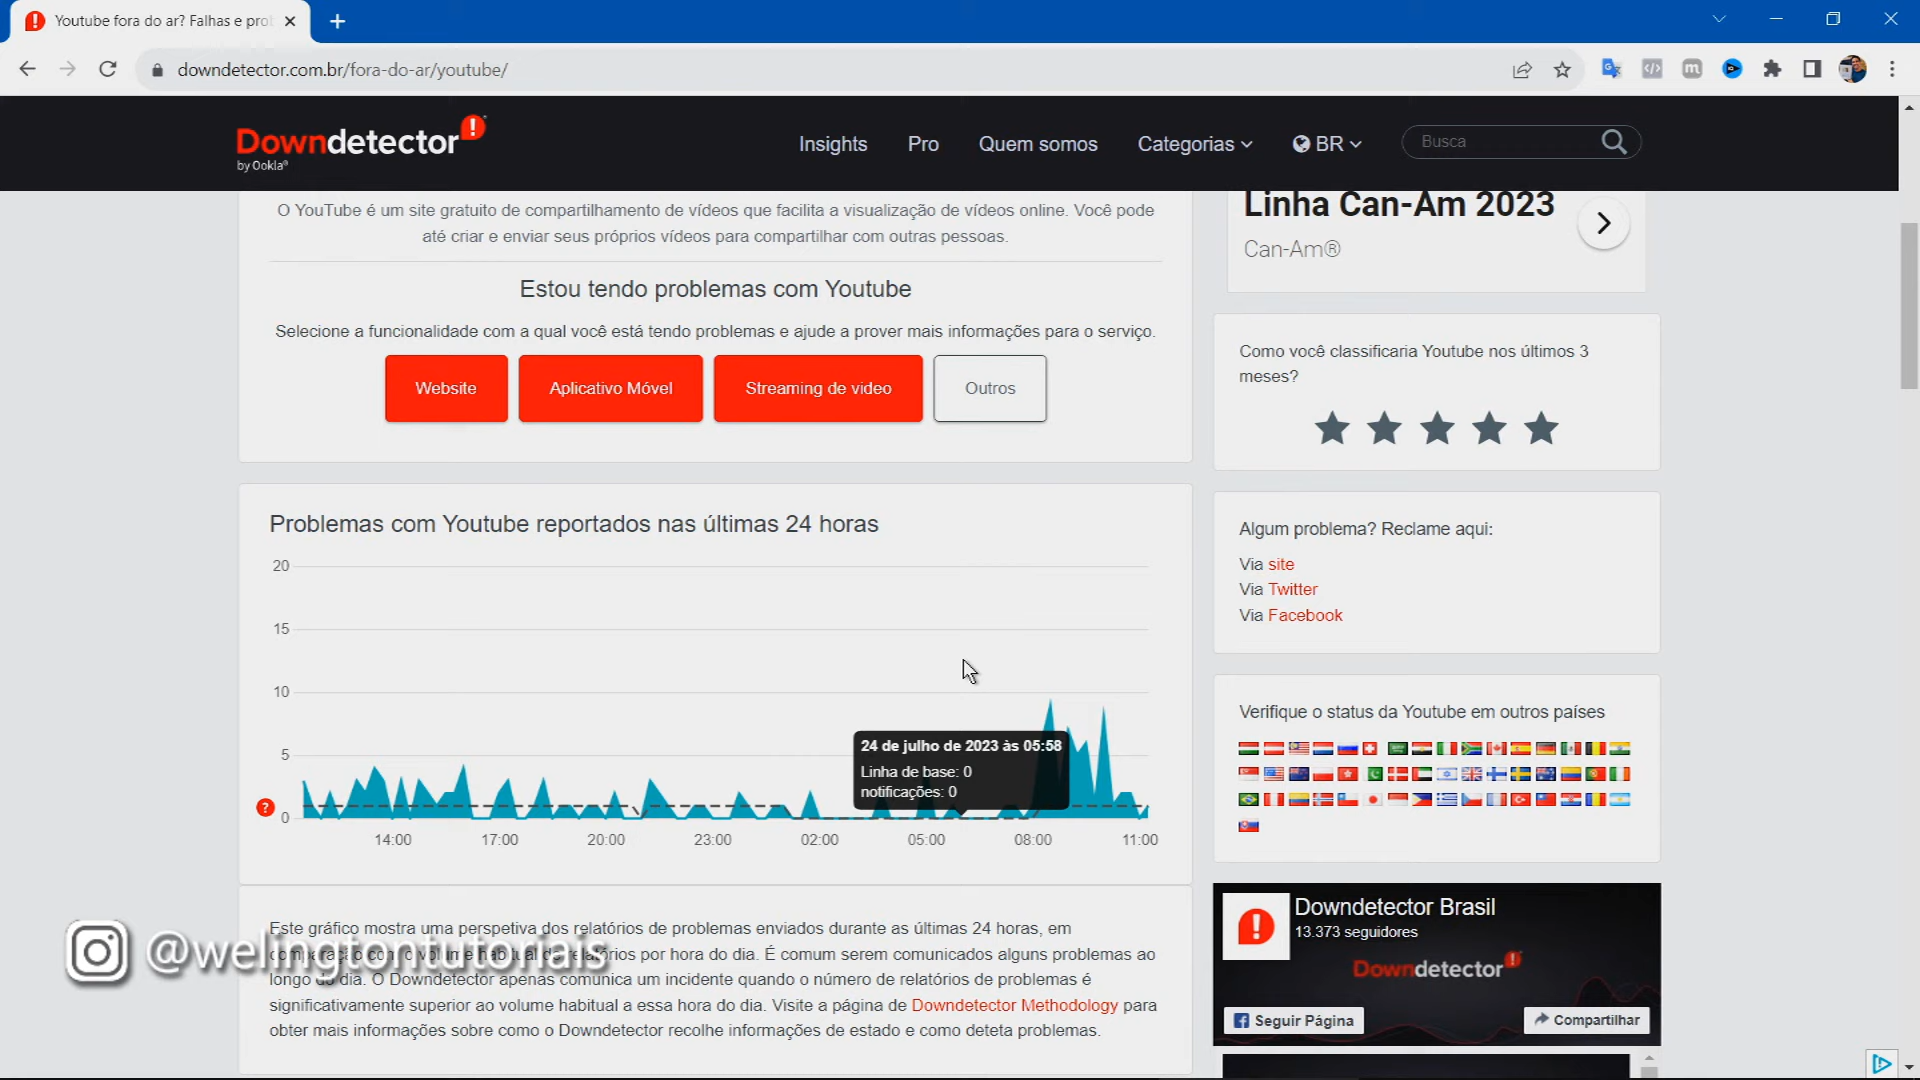 Youtube fora do ar? Falhas e prob
downdetector.com.br/fora-do-ar/youtube/
Downdetector
by Ookla®
Insights
Pro
Quem somos
Categorias
BR
Busca
O YouTube é um site gratuito de compartilhamento de vídeos que facilita a visualização de vídeos online. Você pode
até criar e enviar seus próprios vídeos para compartilhar com outras pessoas.
Estou tendo problemas com Youtube
Selecione a funcionalidade com a qual você está tendo problemas e ajude a prover mais informações para o serviço.
Website
Aplicativo Móvel
Streaming de video
Outros
Linha Can-Am 2023
Can-Am®
Como você classificaria Youtube nos últimos 3
meses?
Problemas com Youtube reportados nas últimas 24 horas
20
15
10
5
0
14:00
17:00
20:00
23:00
02:00
05:00
08:00
11:00
24 de julho de 2023 às 05:58
Linha de base: 0
notificações: 0
Algum problema? Reclame aqui:
Via site
Via Twitter
Via Facebook
Verifique o status da Youtube em outros países
Este gráfico mostra uma perspetiva dos relatórios de problemas enviados durante as últimas 24 horas, em
comparação com o volume habitual de relatórios por hora do dia. É comum serem comunicados alguns problemas ao
longo do dia. O Downdetector apenas comunica um incidente quando o número de relatórios de problemas é
significativamente superior ao volume habitual a essa hora do dia. Visite a página de Downdetector Methodology para
obter mais informações sobre como o Downdetector recolhe informações de estado e como deteta problemas.
@welingtontutoriais
Downdetector Brasil
13.373 seguidores
Downdetector
Seguir Página
Compartilhar